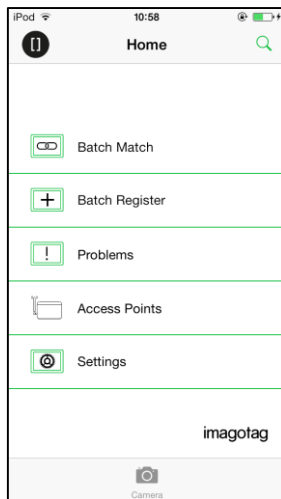 iPod 10:58
Home
Batch Match
Batch Register
Problems
Access Points
Settings
imagotag
Camera